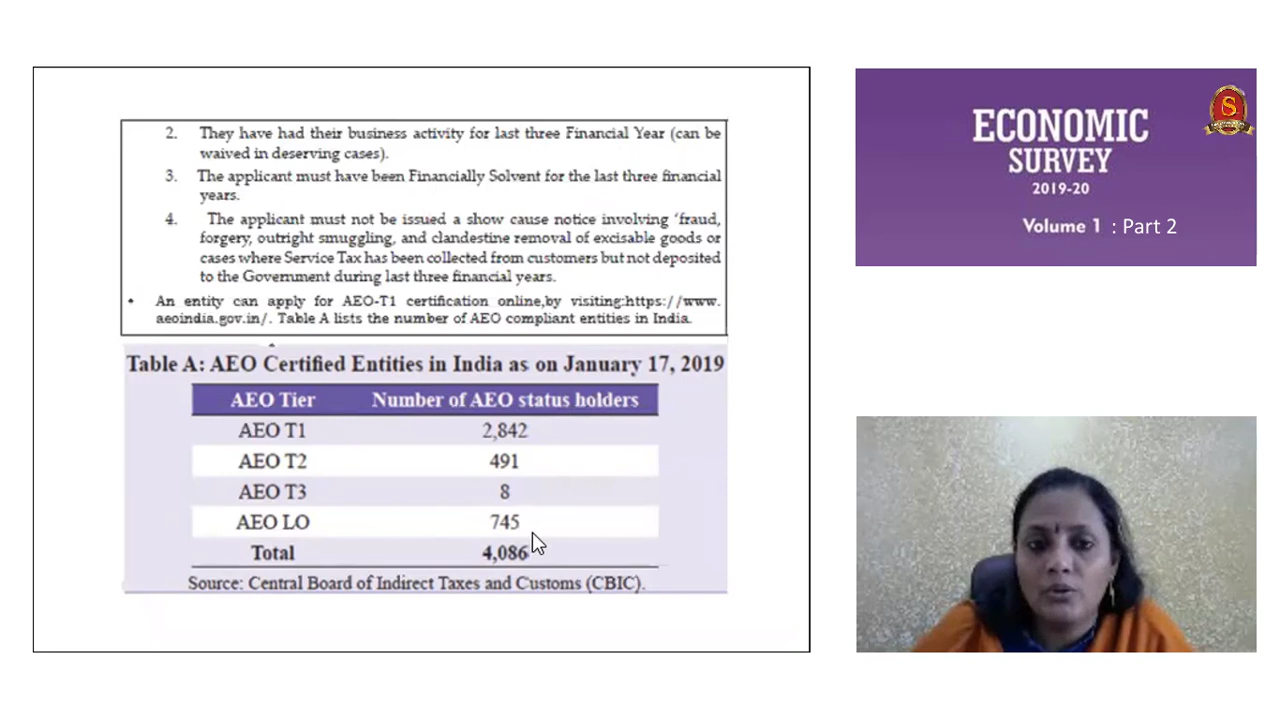 2. They have had their business activity for last three Financial Year (can be
waived in deserving cases).
3. The applicant must have been Financially Solvent for the last three financial
years.
4. The applicant must not be issued a show cause notice involving 'fraud,
forgery, outright smuggling, and clandestine removal of excisable goods or
cases where Service Tax has been collected from customers but not deposited
to the Government during last three financial years.
• An entity can apply for AEO-T1 certification online,by visiting:https://www.
aeoindia.gov.in/. Table A lists the number of AEO compliant entities in India.
Table A: AEO Certified Entities in India as on January 17, 2019
AEO Tier Number of AEO status holders
AEO T1 2,842
AEO T2 491
AEO T3 8
AEO LO 745
Total 4,086
Source: Central Board of Indirect Taxes and Customs (CBIC).
ECONOMIC
SURVEY
2019-20
Volume 1 : Part 2
S